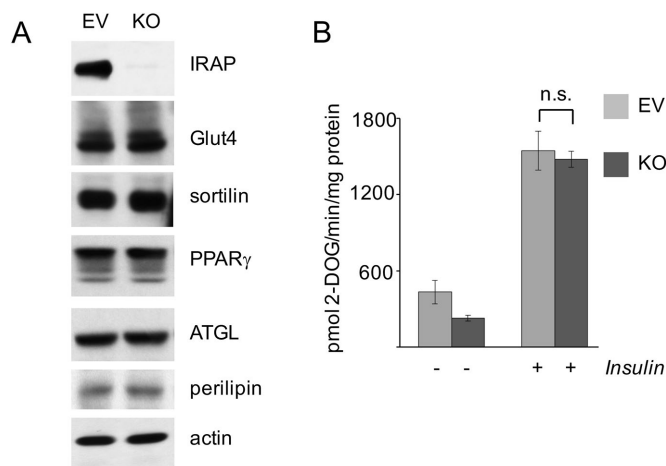 A
EV KO
IRAP
Glut4
sortilin
PPARγ
ATGL
perilipin
actin
B
pmol 2-DOG/min/mg protein
1800
1200
600
n.s.
EV
KO
- - + + Insulin